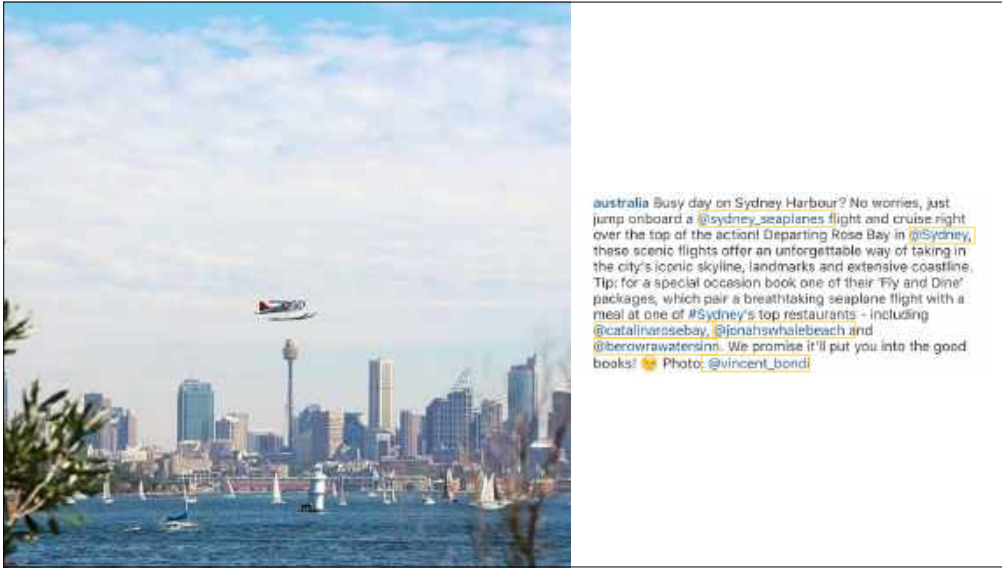 australia Busy day on Sydney Harbour? No worries, just
jump onboard a @sydney_seaplanes flight and cruise right
over the top of the action! Departing Rose Bay in @Sydney,
these scenic flights offer an unforgettable way of taking in
the city's iconic skyline, landmarks and extensive coastline.
Tip: for a special occasion book one of their 'Fly and Dine'
packages, which pair a breathtaking seaplane flight with a
meal at one of #Sydney's top restaurants - including
@catalinarosebay, @jonahswhalebeach and
@berowrawatersinn. We promise it'll put you into the good
books! 😉 Photo: @vincent_bondi